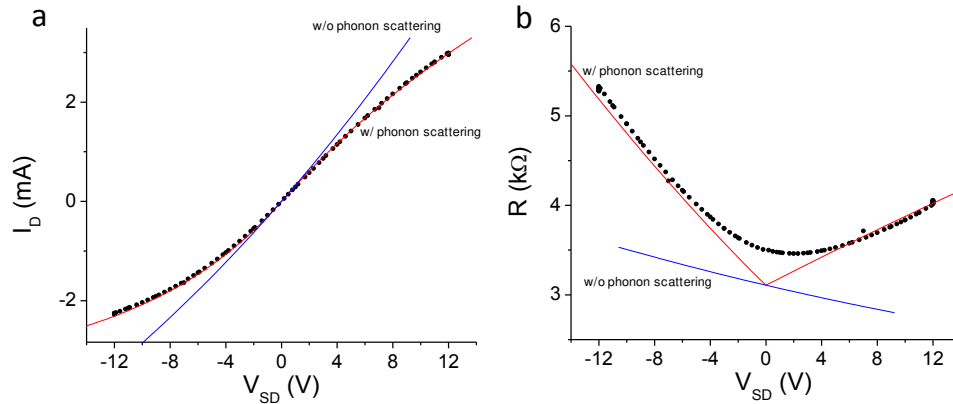 a
w/o phonon scattering
w/ phonon scattering
2
0
-2
I_D (mA)
-12 -8 -4 0 4 8 12
V_SD (V)
b
w/ phonon scattering
w/o phonon scattering
6
5
4
3
R (kΩ)
-12 -8 -4 0 4 8 12
V_SD (V)